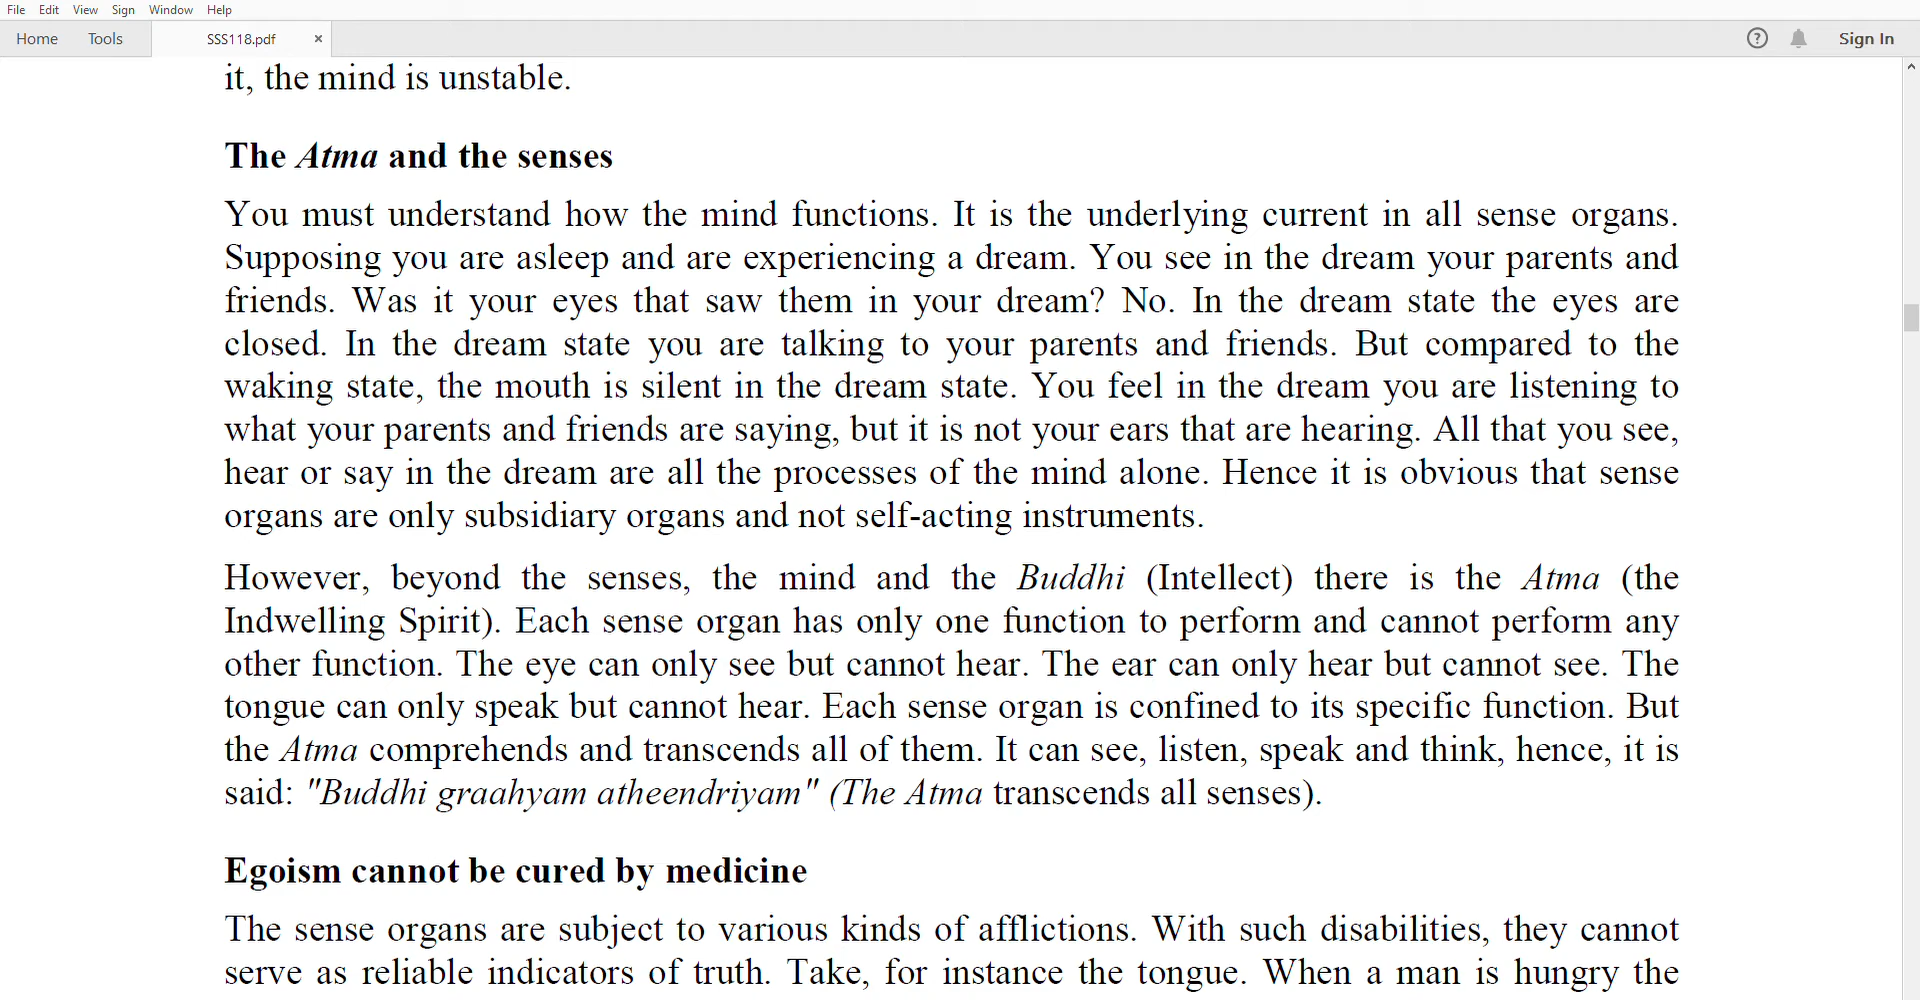 File Edit View Sign Window Help
Home Tools SSS118.pdf × ? Sign In
it, the mind is unstable.
The Atma and the senses
You must understand how the mind functions. It is the underlying current in all sense organs.
Supposing you are asleep and are experiencing a dream. You see in the dream your parents and
friends. Was it your eyes that saw them in your dream? No. In the dream state the eyes are
closed. In the dream state you are talking to your parents and friends. But compared to the
waking state, the mouth is silent in the dream state. You feel in the dream you are listening to
what your parents and friends are saying, but it is not your ears that are hearing. All that you see,
hear or say in the dream are all the processes of the mind alone. Hence it is obvious that sense
organs are only subsidiary organs and not self-acting instruments.
However, beyond the senses, the mind and the Buddhi (Intellect) there is the Atma (the
Indwelling Spirit). Each sense organ has only one function to perform and cannot perform any
other function. The eye can only see but cannot hear. The ear can only hear but cannot see. The
tongue can only speak but cannot hear. Each sense organ is confined to its specific function. But
the Atma comprehends and transcends all of them. It can see, listen, speak and think, hence, it is
said: "Buddhi graahyam atheendriyam" (The Atma transcends all senses).
Egoism cannot be cured by medicine
The sense organs are subject to various kinds of afflictions. With such disabilities, they cannot
serve as reliable indicators of truth. Take, for instance the tongue. When a man is hungry the